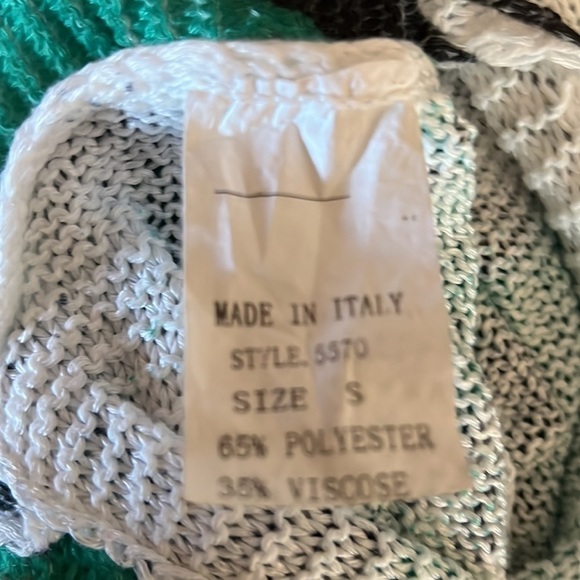 MADE IN ITALY
STYLE. 5570
SIZE S
65% POLYESTER
35% VISCOSE